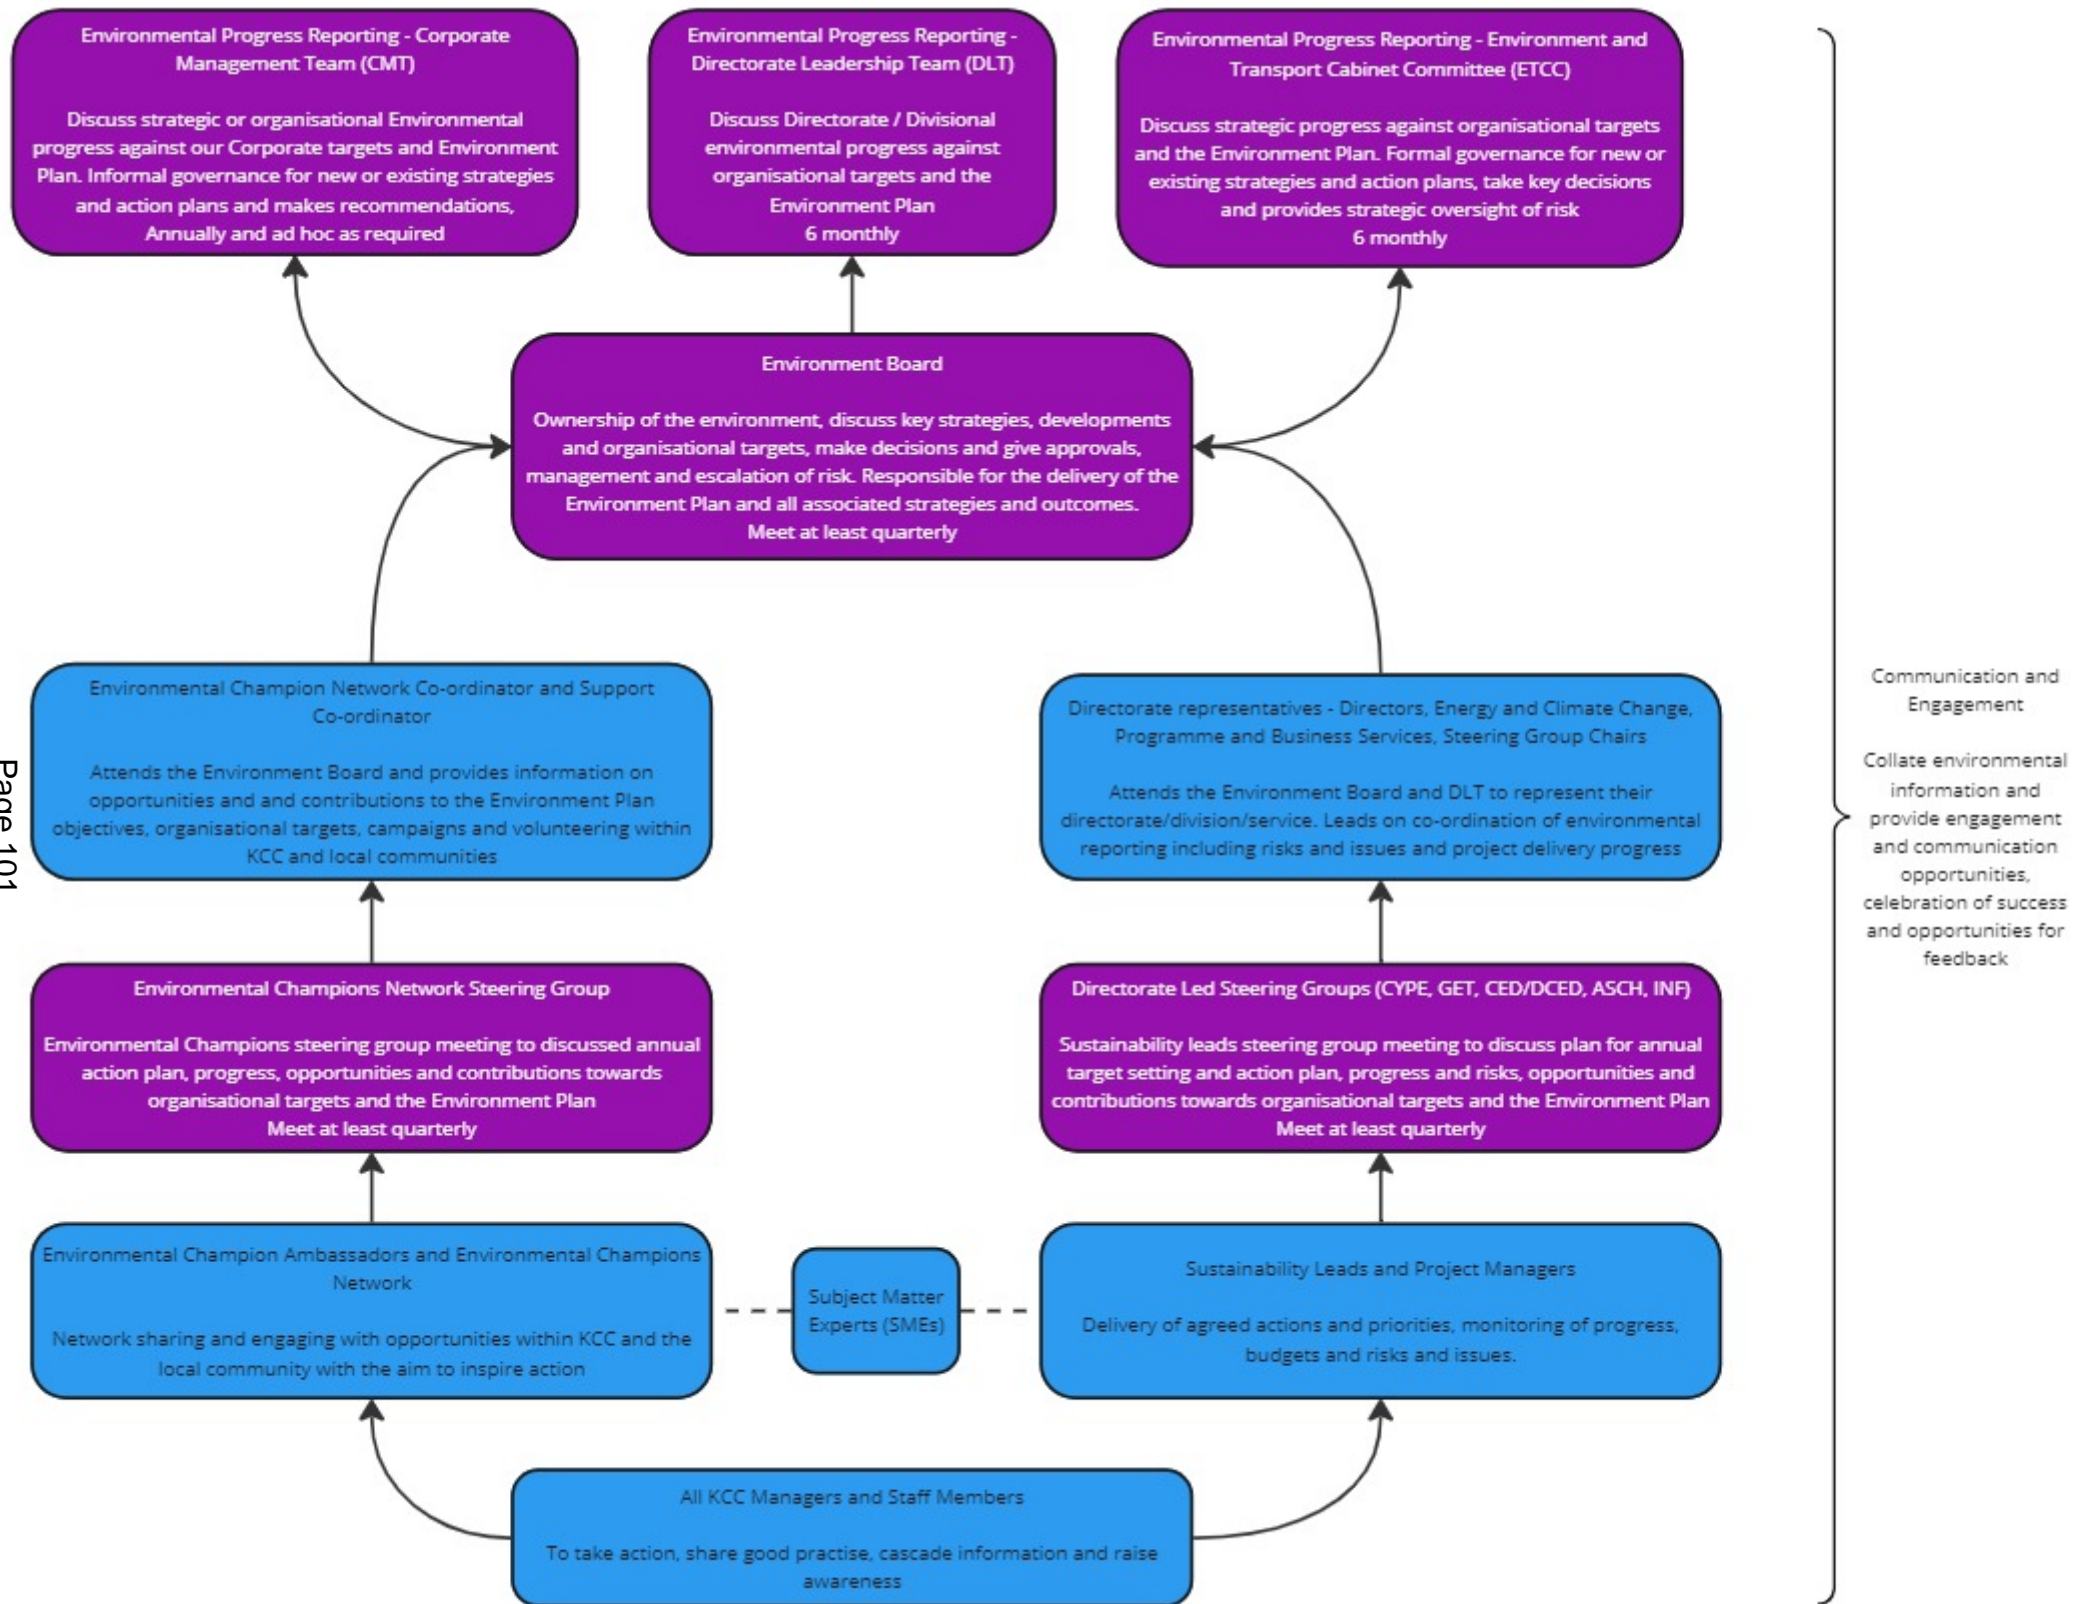 Environmental Progress Reporting - Corporate
Management Team (CMT)
Discuss strategic or organisational Environmental
progress against our Corporate targets and Environment
Plan. Informal governance for new or existing strategies
and action plans and makes recommendations,
Annually and ad hoc as required
Environmental Progress Reporting -
Directorate Leadership Team (DLT)
Discuss Directorate / Divisional
environmental progress against
organisational targets and the
Environment Plan
6 monthly
Environmental Progress Reporting - Environment and
Transport Cabinet Committee (ETCC)
Discuss strategic progress against organisational targets
and the Environment Plan. Formal governance for new or
existing strategies and action plans, take key decisions
and provides strategic oversight of risk
6 monthly
Environment Board
Ownership of the environment, discuss key strategies, developments
and organisational targets, make decisions and give approvals,
management and escalation of risk. Responsible for the delivery of the
Environment Plan and all associated strategies and outcomes.
Meet at least quarterly
Environmental Champion Network Co-ordinator and Support
Co-ordinator
Attends the Environment Board and provides information on
opportunities and and contributions to the Environment Plan
objectives, organisational targets, campaigns and volunteering within
KCC and local communities
Directorate representatives - Directors, Energy and Climate Change,
Programme and Business Services, Steering Group Chairs
Attends the Environment Board and DLT to represent their
directorate/division/service. Leads on co-ordination of environmental
reporting including risks and issues and project delivery progress
Communication and
Engagement
Collate environmental
information and
provide engagement
and communication
opportunities,
celebration of success
and opportunities for
feedback
Page 101
Environmental Champions Network Steering Group
Environmental Champions steering group meeting to discussed annual
action plan, progress, opportunities and contributions towards
organisational targets and the Environment Plan
Meet at least quarterly
Directorate Led Steering Groups (CYPE, GET, CED/DCED, ASCH, INF)
Sustainability leads steering group meeting to discuss plan for annual
target setting and action plan, progress and risks, opportunities and
contributions towards organisational targets and the Environment Plan
Meet at least quarterly
Environmental Champion Ambassadors and Environmental Champions
Network
Network sharing and engaging with opportunities within KCC and the
local community with the aim to inspire action
Subject Matter
Experts (SMEs)
Sustainability Leads and Project Managers
Delivery of agreed actions and priorities, monitoring of progress,
budgets and risks and issues.
All KCC Managers and Staff Members
To take action, share good practise, cascade information and raise
awareness